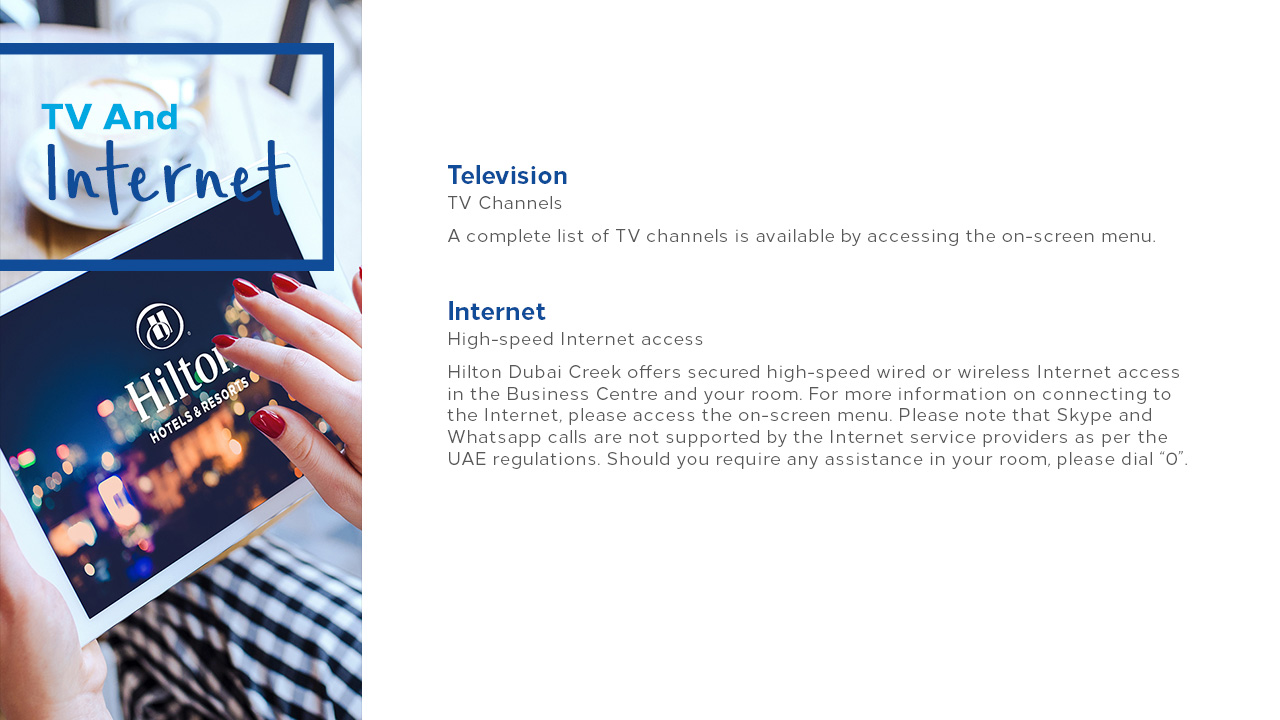 TV And
Internet
Hilton
HOTELS & RESORTS
Television
TV Channels
A complete list of TV channels is available by accessing the on-screen menu.
Internet
High-speed Internet access
Hilton Dubai Creek offers secured high-speed wired or wireless Internet access
in the Business Centre and your room. For more information on connecting to
the Internet, please access the on-screen menu. Please note that Skype and
Whatsapp calls are not supported by the Internet service providers as per the
UAE regulations. Should you require any assistance in your room, please dial “0”.